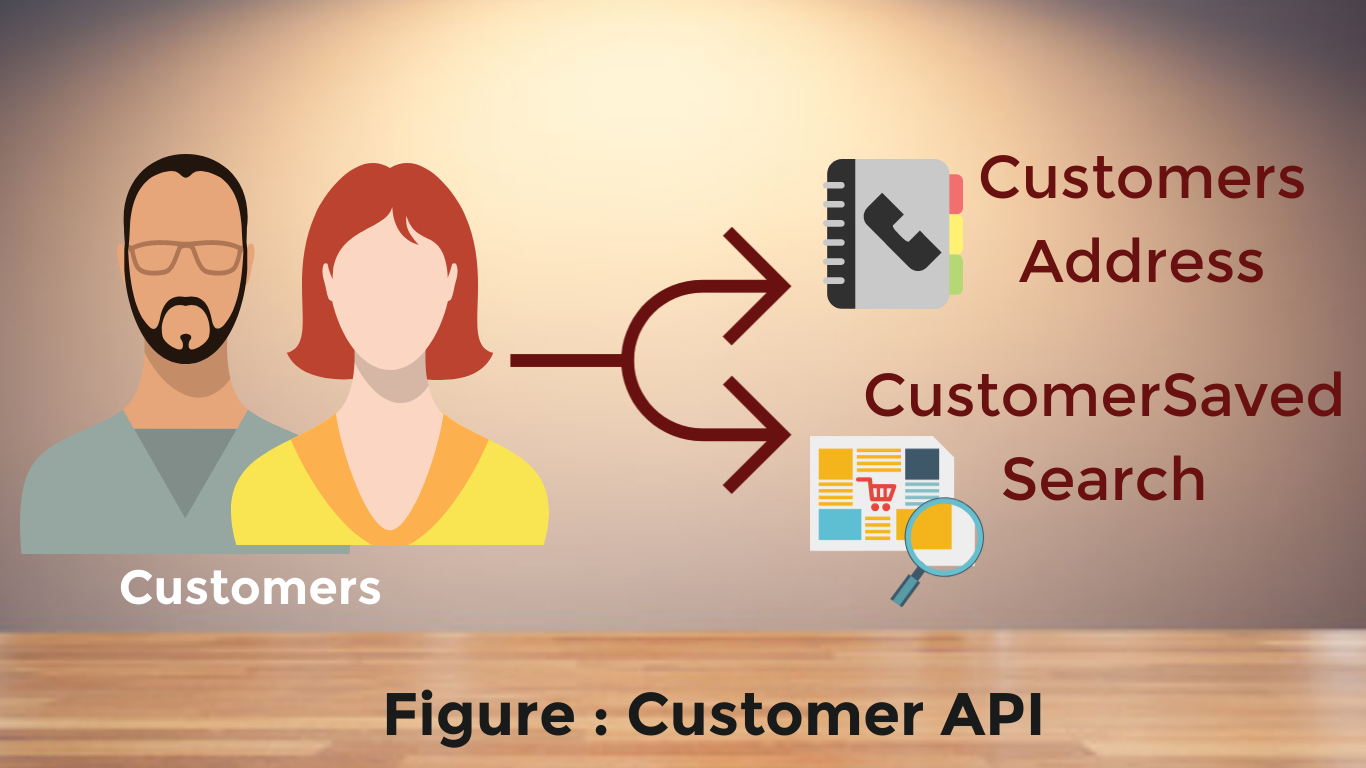 Customers
Address
CustomerSaved
Search
Customers
Figure : Customer API